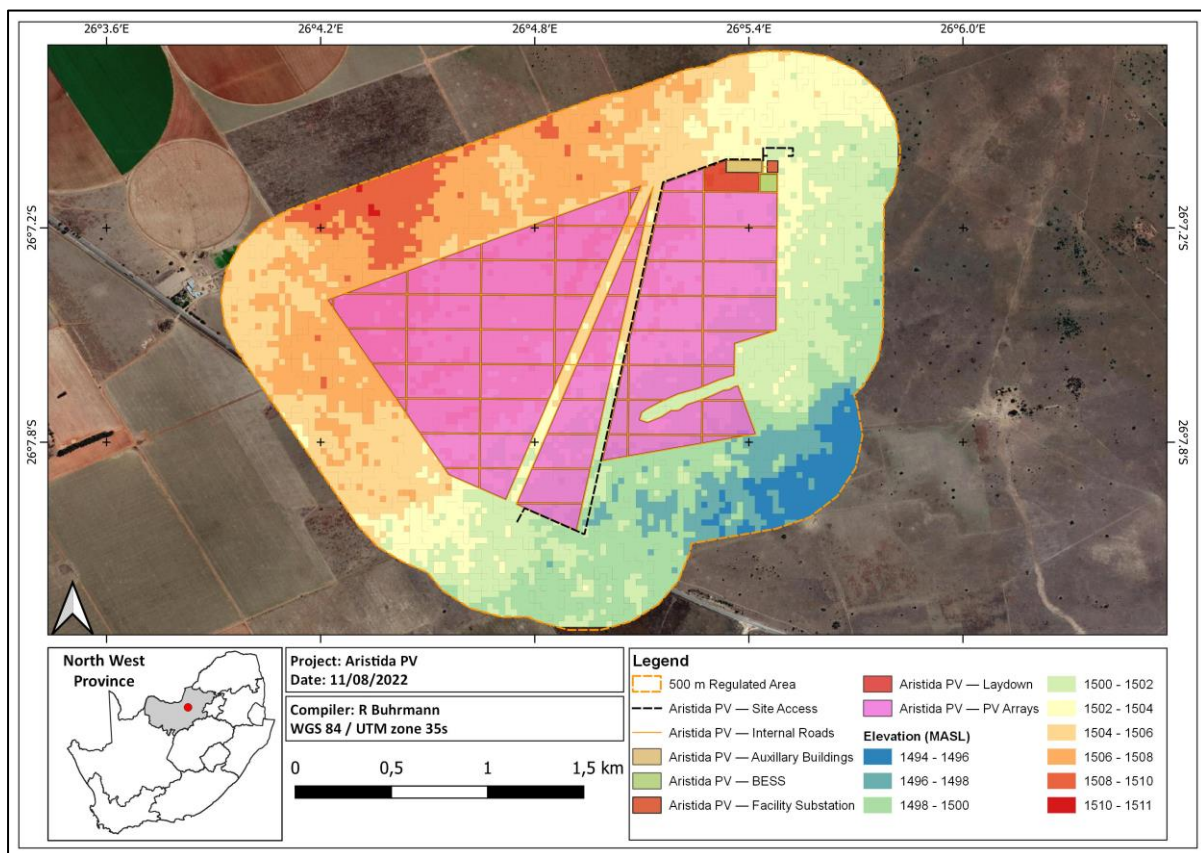 26°3.6'E 26°4.2'E 26°4.8'E 26°5.4'E 26°6.0'E
26°7.2'S 26°7.2'S
26°7.8'S 26°7.8'S
North West
Province
Project: Aristida PV
Date: 11/08/2022
Compiler: R Buhrmann
WGS 84 / UTM zone 35s
0 0,5 1 1,5 km
Legend
500 m Regulated Area
Aristida PV — Site Access
Aristida PV — Internal Roads
Aristida PV — Auxillary Buildings
Aristida PV — BESS
Aristida PV — Facility Substation
Aristida PV — Laydown
Aristida PV — PV Arrays
Elevation (MASL)
1494 - 1496
1496 - 1498
1498 - 1500
1500 - 1502
1502 - 1504
1504 - 1506
1506 - 1508
1508 - 1510
1510 - 1511